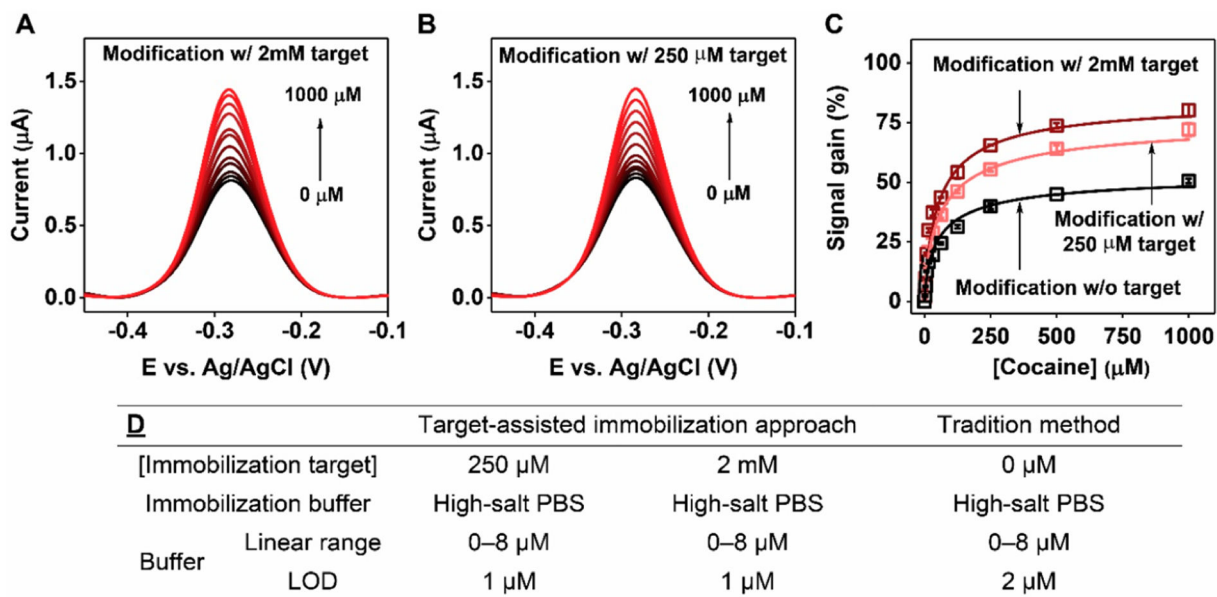 A
Modification w/ 2mM target
1000 μM
0 μM
Current (μA)
1.5
1.0
0.5
0.0
-0.4
-0.3
-0.2
-0.1
E vs. Ag/AgCl (V)
B
Modification w/ 250 μM target
1000 μM
0 μM
Current (μA)
1.5
1.0
0.5
0.0
-0.4
-0.3
-0.2
-0.1
E vs. Ag/AgCl (V)
C
Modification w/ 2mM target
Modification w/
250 μM target
Modification w/o target
Signal gain (%)
100
75
50
25
0
0
250
500
750
1000
[Cocaine] (μM)
D Target-assisted immobilization approach Tradition method
[Immobilization target] 250 μM 2 mM 0 μM
Immobilization buffer High-salt PBS High-salt PBS High-salt PBS
Buffer
Linear range 0–8 μM 0–8 μM 0–8 μM
LOD 1 μM 1 μM 2 μM